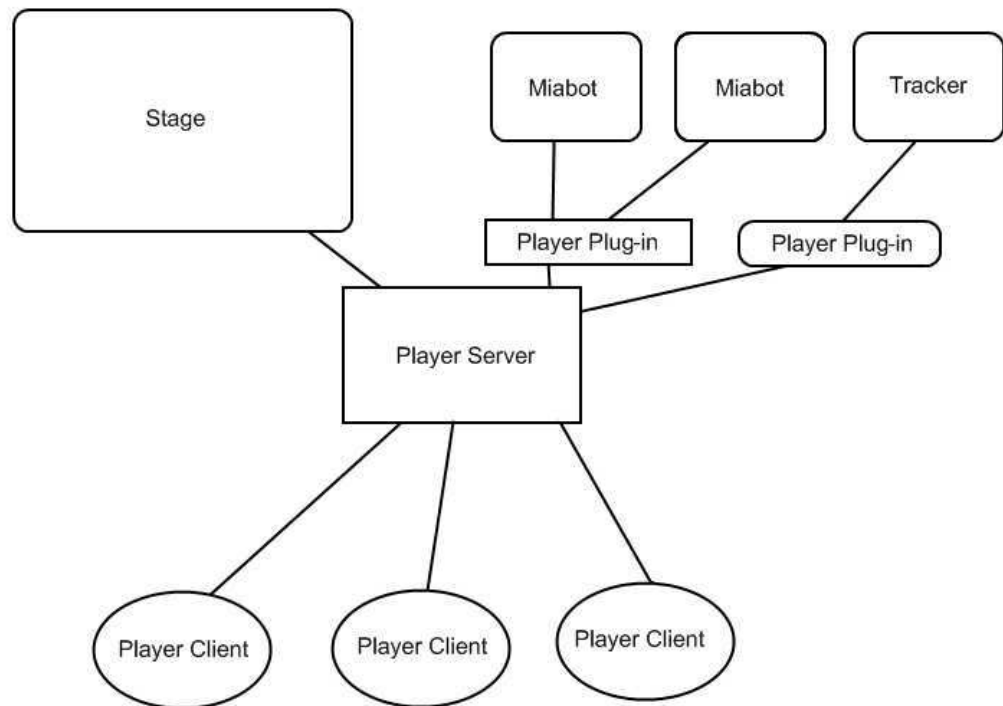 Stage
Miabot
Miabot
Tracker
Player Plug-in
Player Plug-in
Player Server
Player Client
Player Client
Player Client